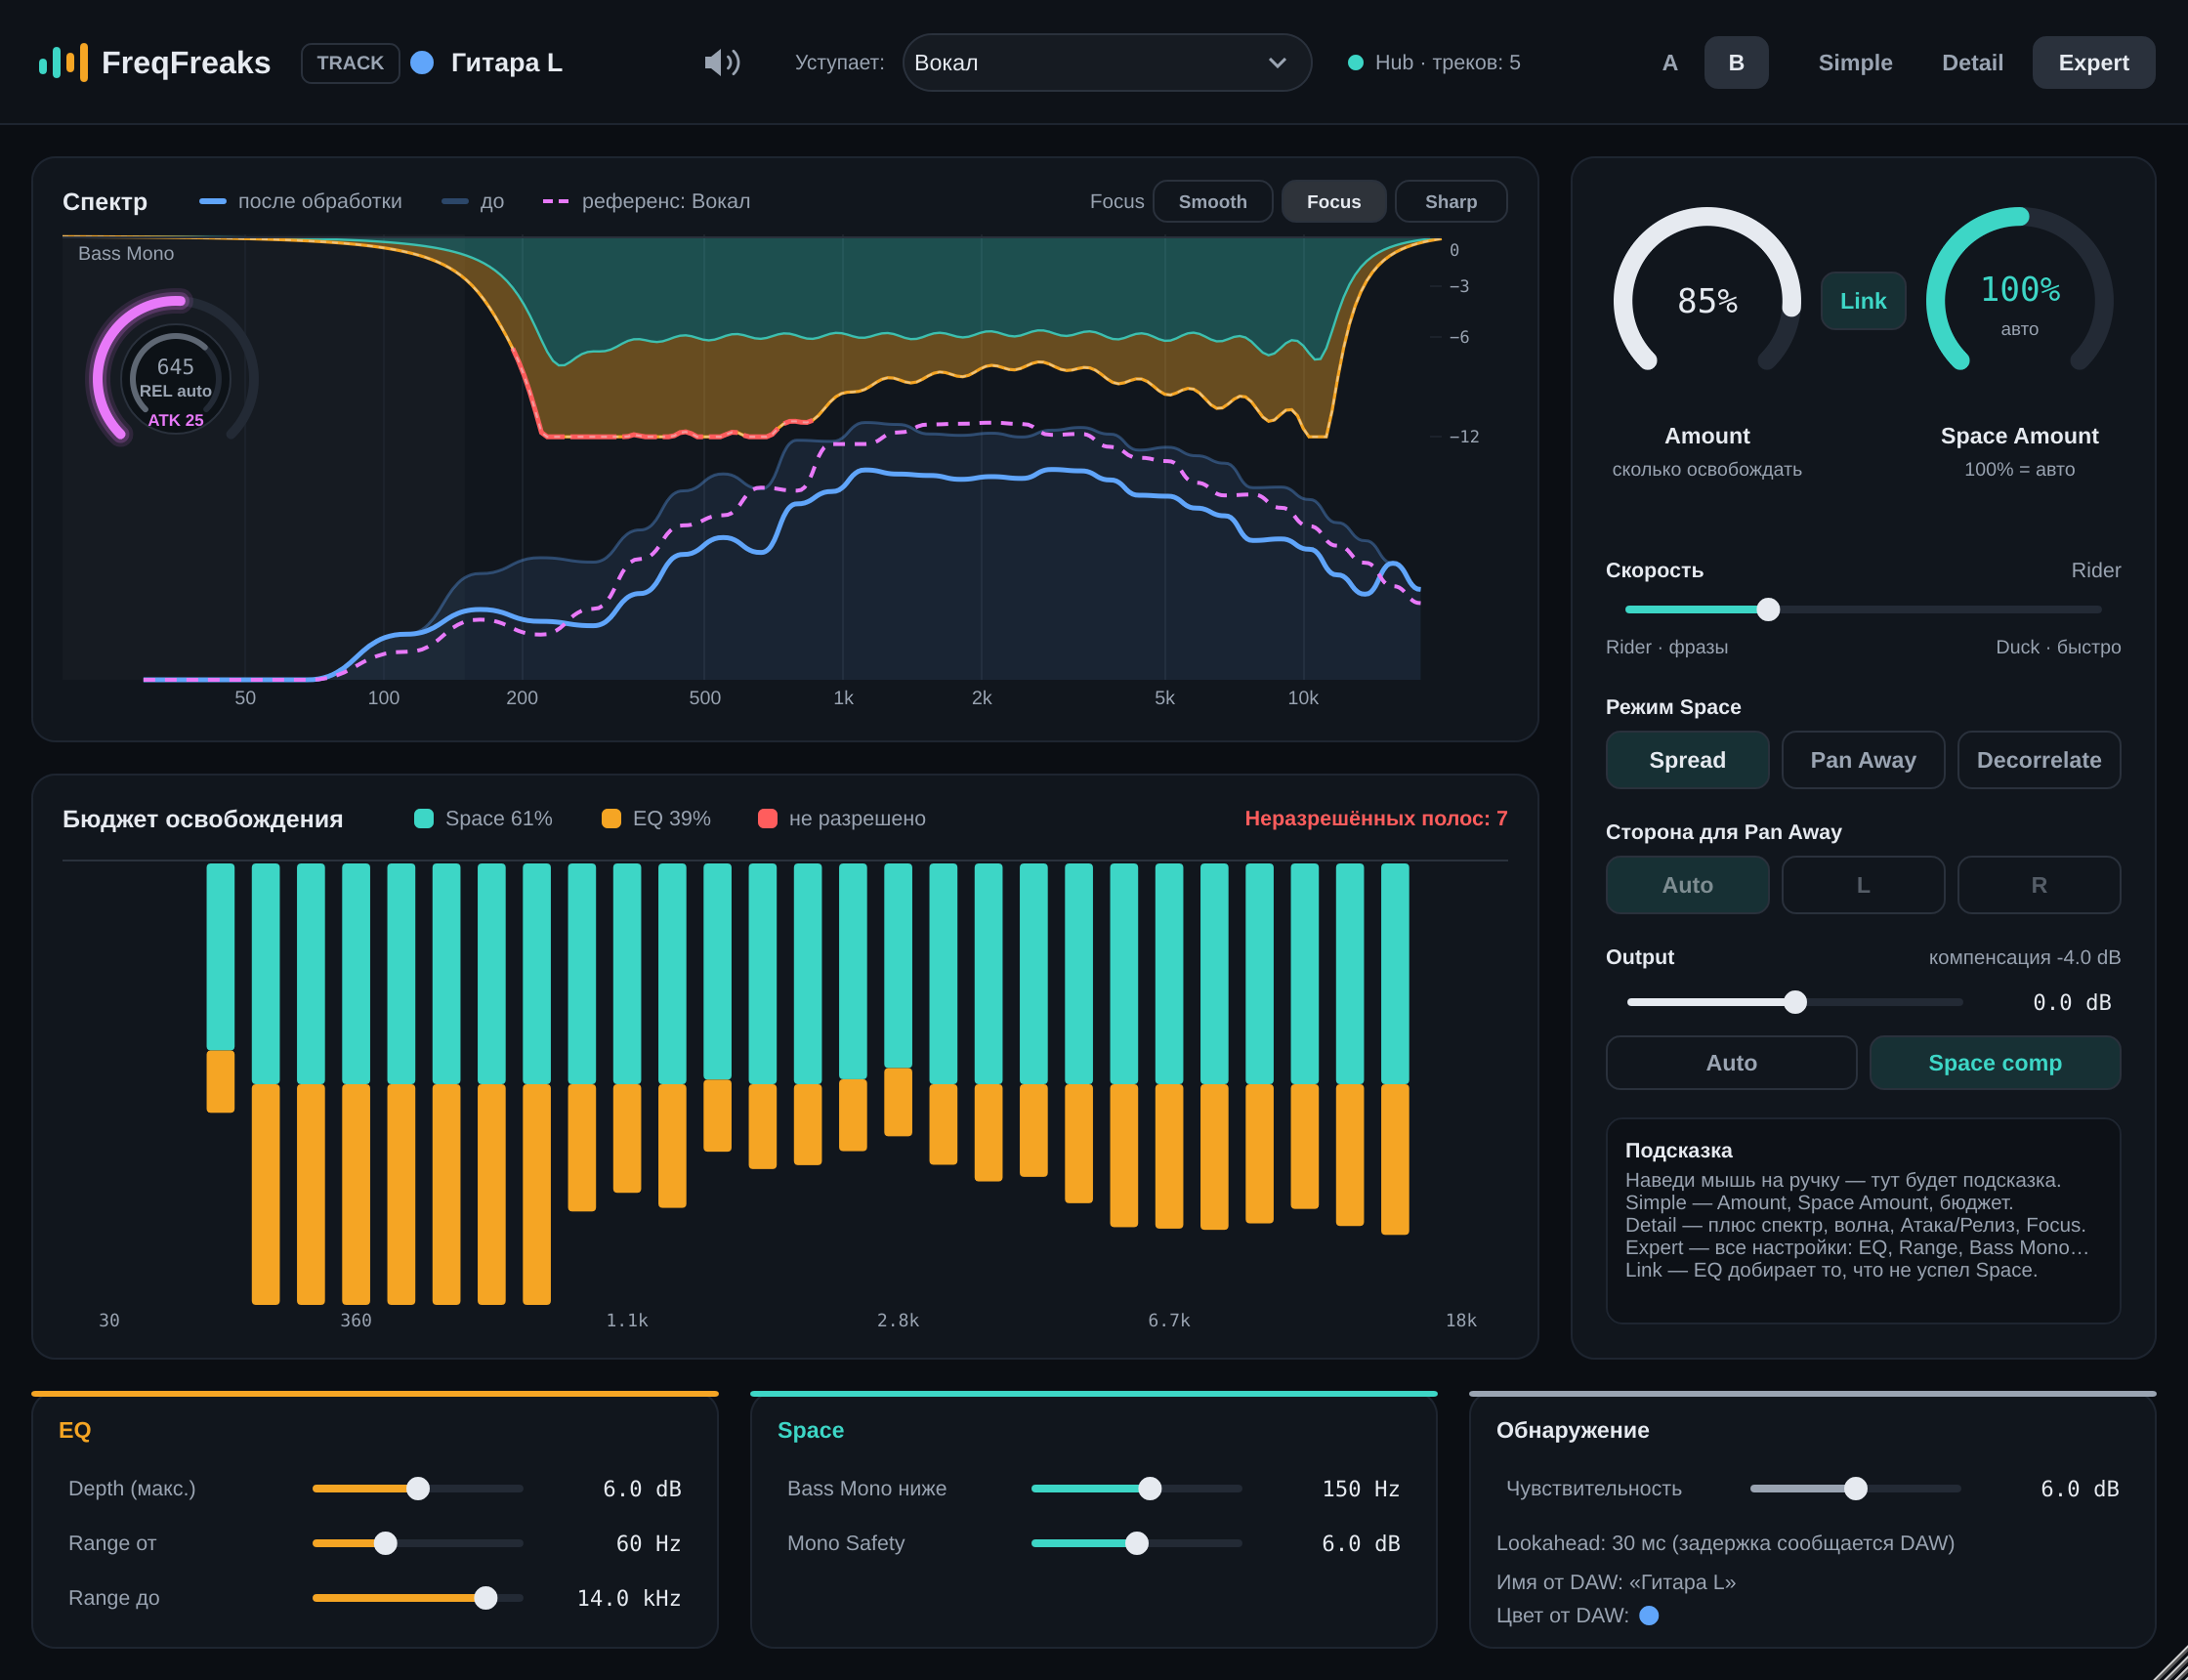 FreqFreaks TRACK Гитара L Уступает: Вокал Hub · треков: 5 A B Simple Detail Expert
Спектр после обработки до референс: Вокал Focus Smooth Focus Sharp
Bass Mono
0
−3
−6
−12
645
REL auto
ATK 25
50 100 200 500 1k 2k 5k 10k
85% Link 100%
авто
Amount Space Amount
сколько освобождать 100% = авто
Скорость Rider
Rider · фразы Duck · быстро
Режим Space
Spread Pan Away Decorrelate
Сторона для Pan Away
Auto L R
Output компенсация -4.0 dB
0.0 dB
Auto Space comp
Подсказка
Наведи мышь на ручку — тут будет подсказка.
Simple — Amount, Space Amount, бюджет.
Detail — плюс спектр, волна, Атака/Релиз, Focus.
Expert — все настройки: EQ, Range, Bass Mono…
Link — EQ добирает то, что не успел Space.
Бюджет освобождения Space 61% EQ 39% не разрешено Неразрешённых полос: 7
30 360 1.1k 2.8k 6.7k 18k
EQ
Depth (макс.) 6.0 dB
Range от 60 Hz
Range до 14.0 kHz
Space
Bass Mono ниже 150 Hz
Mono Safety 6.0 dB
Обнаружение
Чувствительность 6.0 dB
Lookahead: 30 мс (задержка сообщается DAW)
Имя от DAW: «Гитара L»
Цвет от DAW: